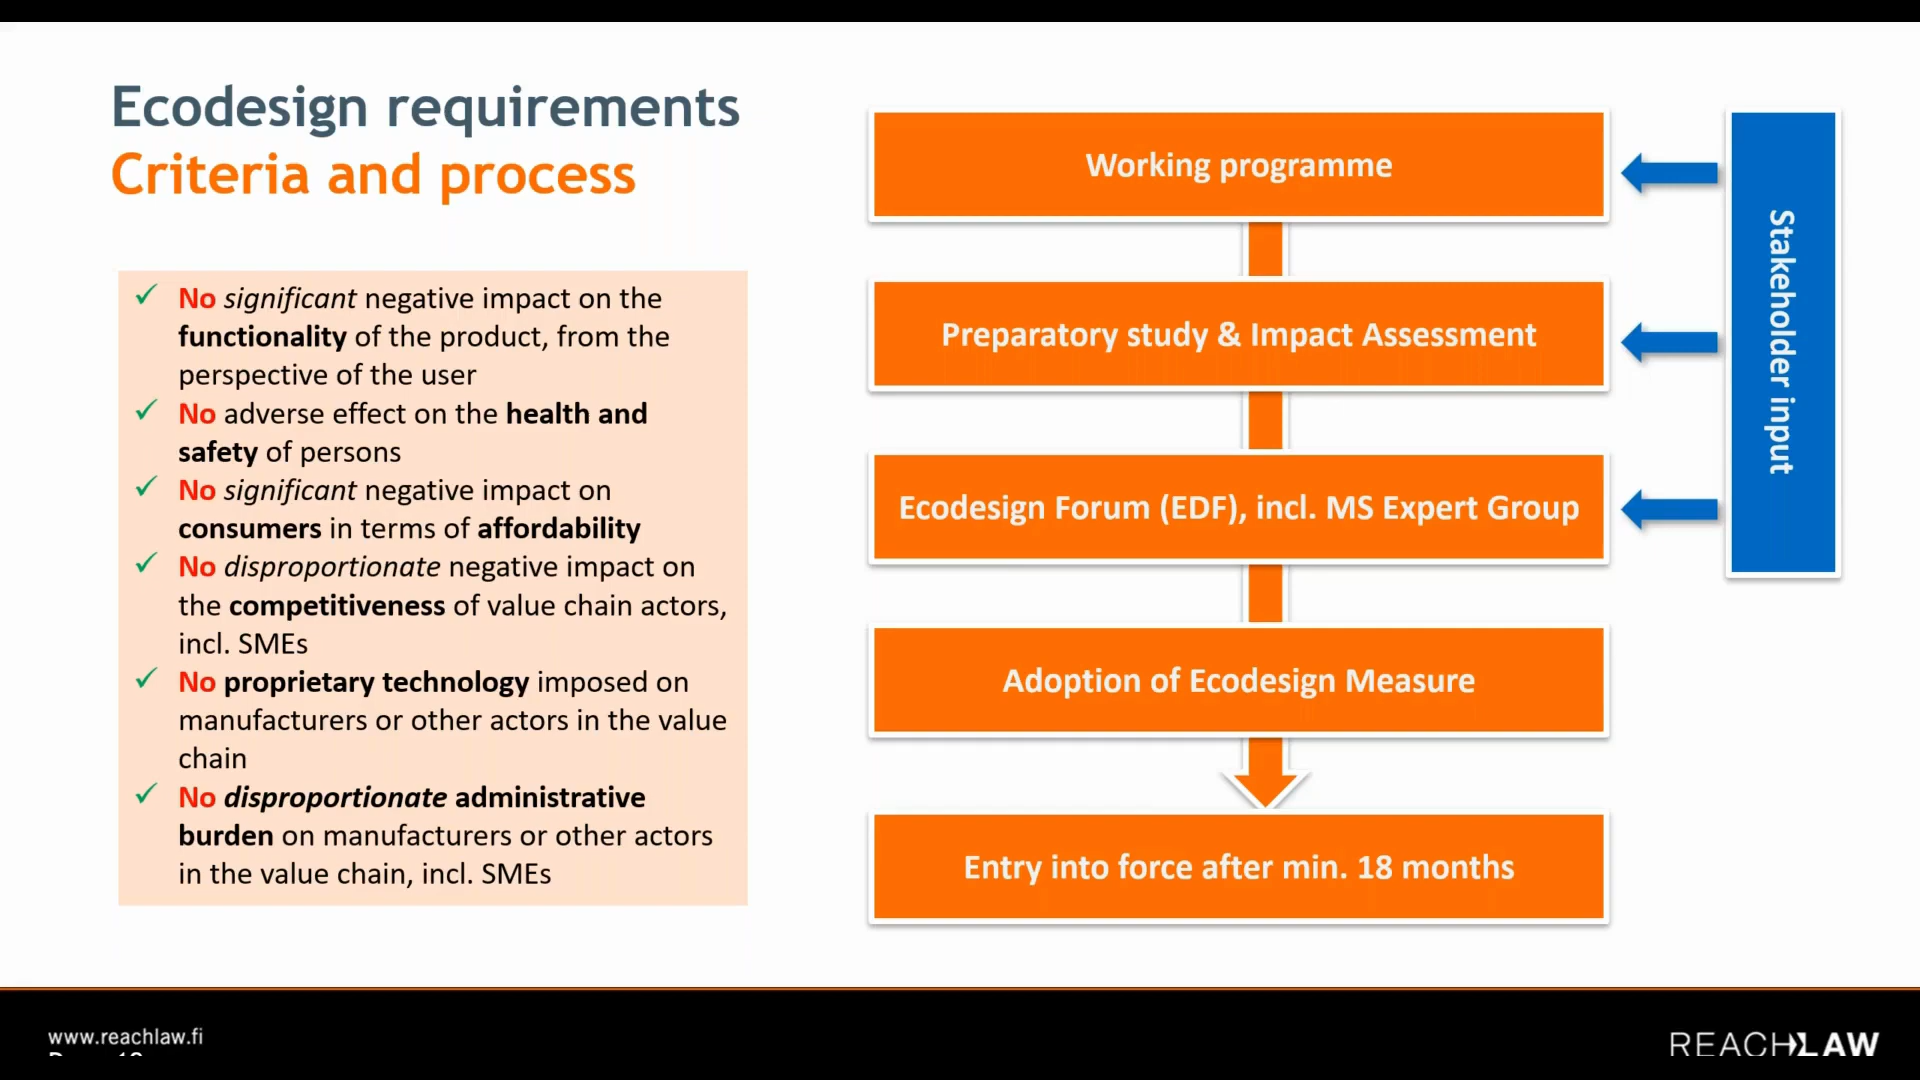 Ecodesign requirements
Criteria and process
No significant negative impact on the
functionality of the product, from the
perspective of the user
No adverse effect on the health and
safety of persons
No significant negative impact on
consumers in terms of affordability
No disproportionate negative impact on
the competitiveness of value chain actors,
incl. SMEs
No proprietary technology imposed on
manufacturers or other actors in the value
chain
No disproportionate administrative
burden on manufacturers or other actors
in the value chain, incl. SMEs
Working programme
Preparatory study & Impact Assessment
Ecodesign Forum (EDF), incl. MS Expert Group
Adoption of Ecodesign Measure
Entry into force after min. 18 months
Stakeholder input
www.reachlaw.fi
REACHLAW